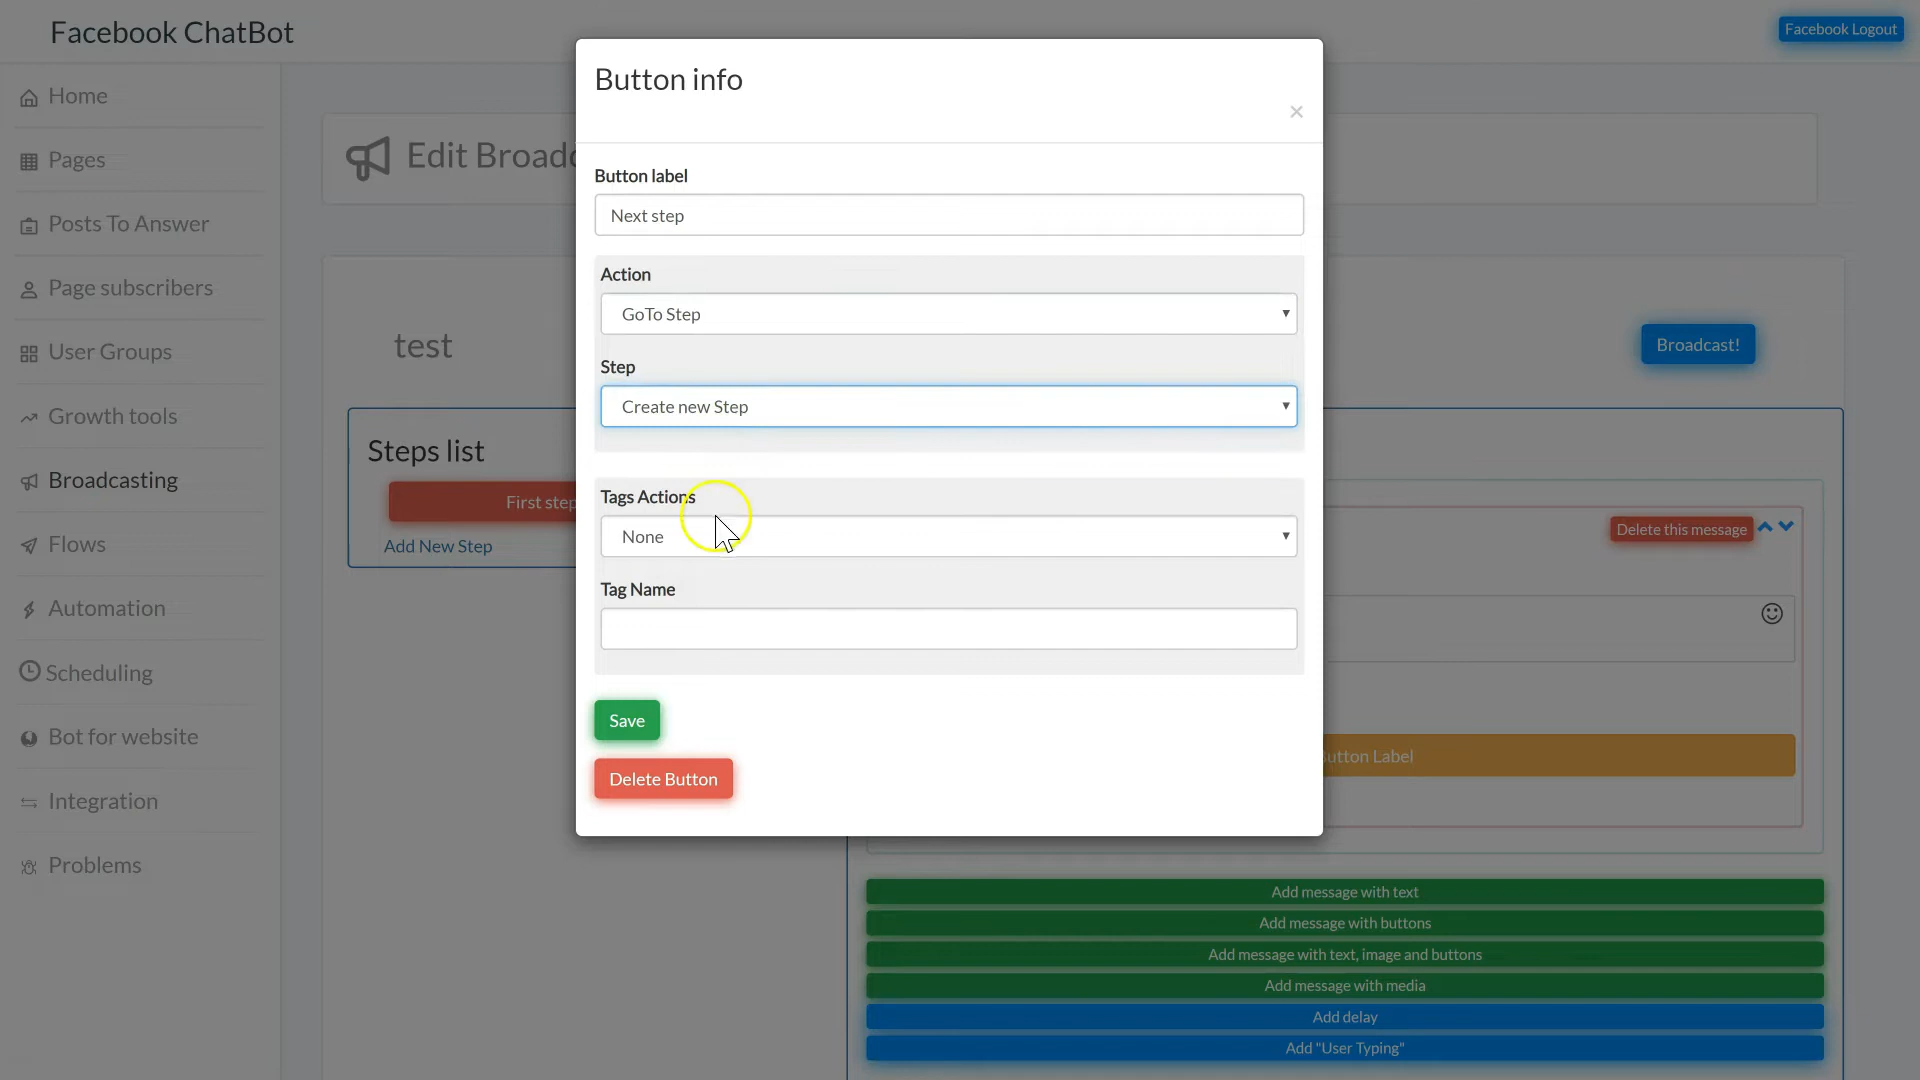 Facebook ChatBot
Facebook Logout
Home
Pages
Posts To Answer
Page subscribers
User Groups
Growth tools
Broadcasting
Flows
Automation
Scheduling
Bot for website
Integration
Problems
Edit Broadc
test
Broadcast!
Steps list
First step
Add New Step
Button info
×
Button label
Next step
Action
GoTo Step
Step
Create new Step
Tags Actions
None
Tag Name
Save
Delete Button
Delete this message
Button Label
Add message with text
Add message with buttons
Add message with text, image and buttons
Add message with media
Add delay
Add "User Typing"